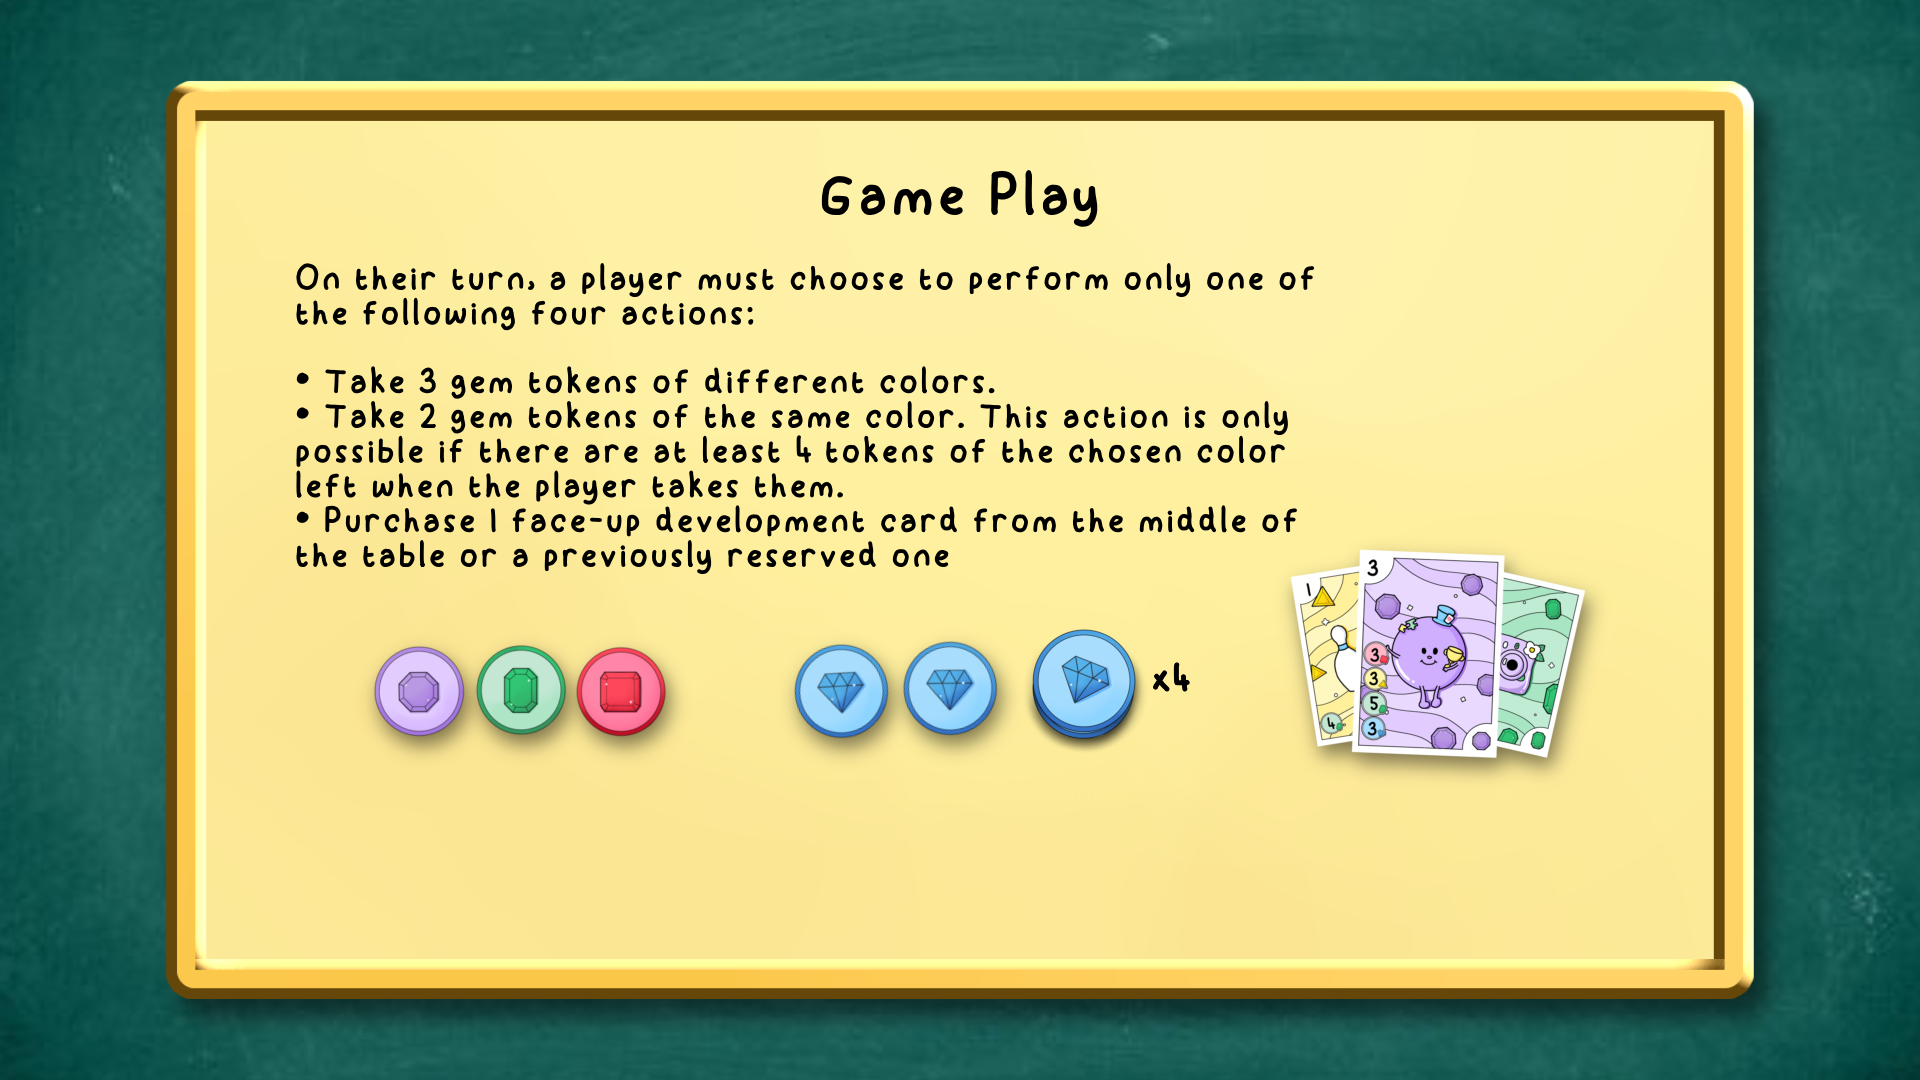 Game Play
On their turn, a player must choose to perform only one of
the following four actions:
• Take 3 gem tokens of different colors.
• Take 2 gem tokens of the same color. This action is only
possible if there are at least 4 tokens of the chosen color
left when the player takes them.
• Purchase 1 face-up development card from the middle of
the table or a previously reserved one
x4
1
4
3
3
3
5
3